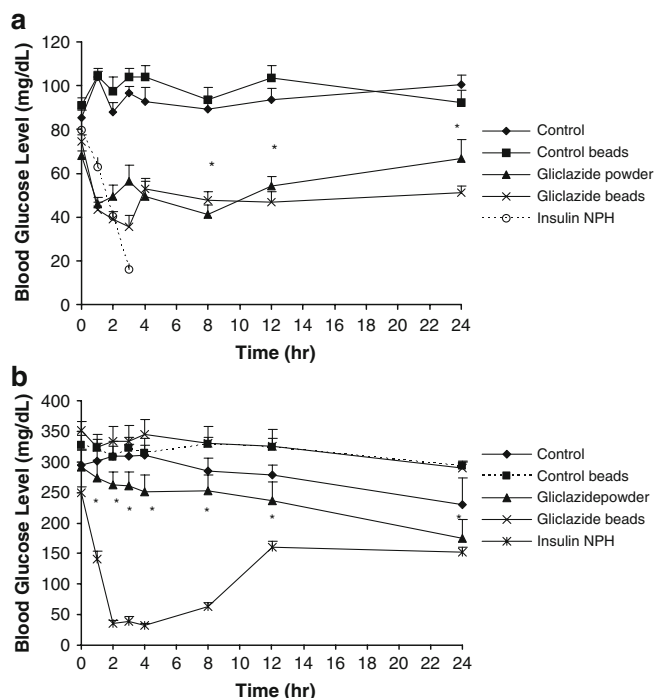 a
Blood Glucose Level (mg/dL)
120
100
80
60
40
20
0
*
*
*
0 2 4 6 8 10 12 14 16 18 20 22 24
Time (hr)
Control
Control beads
Gliclazide powder
Gliclazide beads
Insulin NPH
b
Blood Glucose Level (mg/dL)
400
350
300
250
200
150
100
50
0
* * * * * * *
0 2 4 6 8 10 12 14 16 18 20 22 24
Time (hr)
Control
Control beads
Gliclazidepowder
Gliclazide beads
Insulin NPH